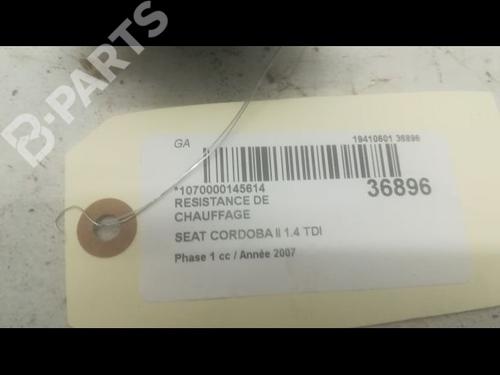 B-PARTS
GA
19410601 36896
*1070000145614
36896
RESISTANCE DE
CHAUFFAGE
SEAT CORDOBA II 1.4 TDI
Phase 1 cc / Année 2007